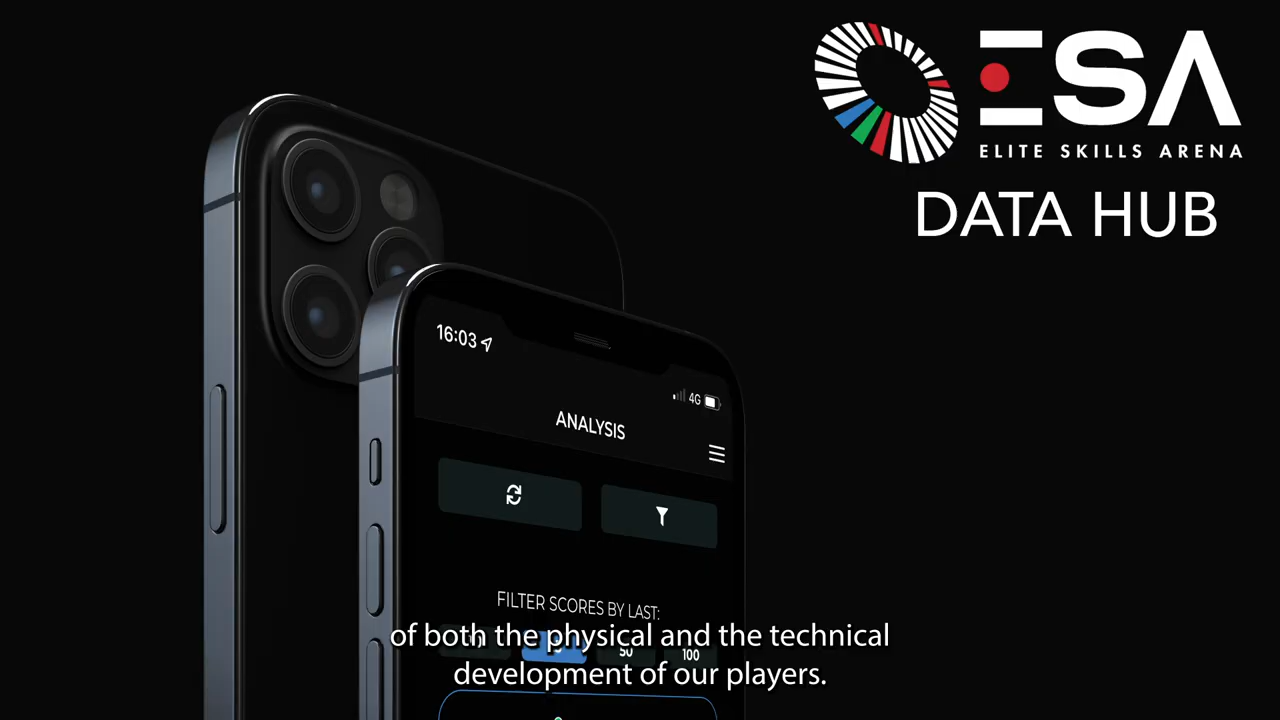 ESA
ELITE SKILLS ARENA
DATA HUB
16:03
4G
ANALYSIS
FILTER SCORES BY LAST:
50
100
of both the physical and the technical
development of our players.